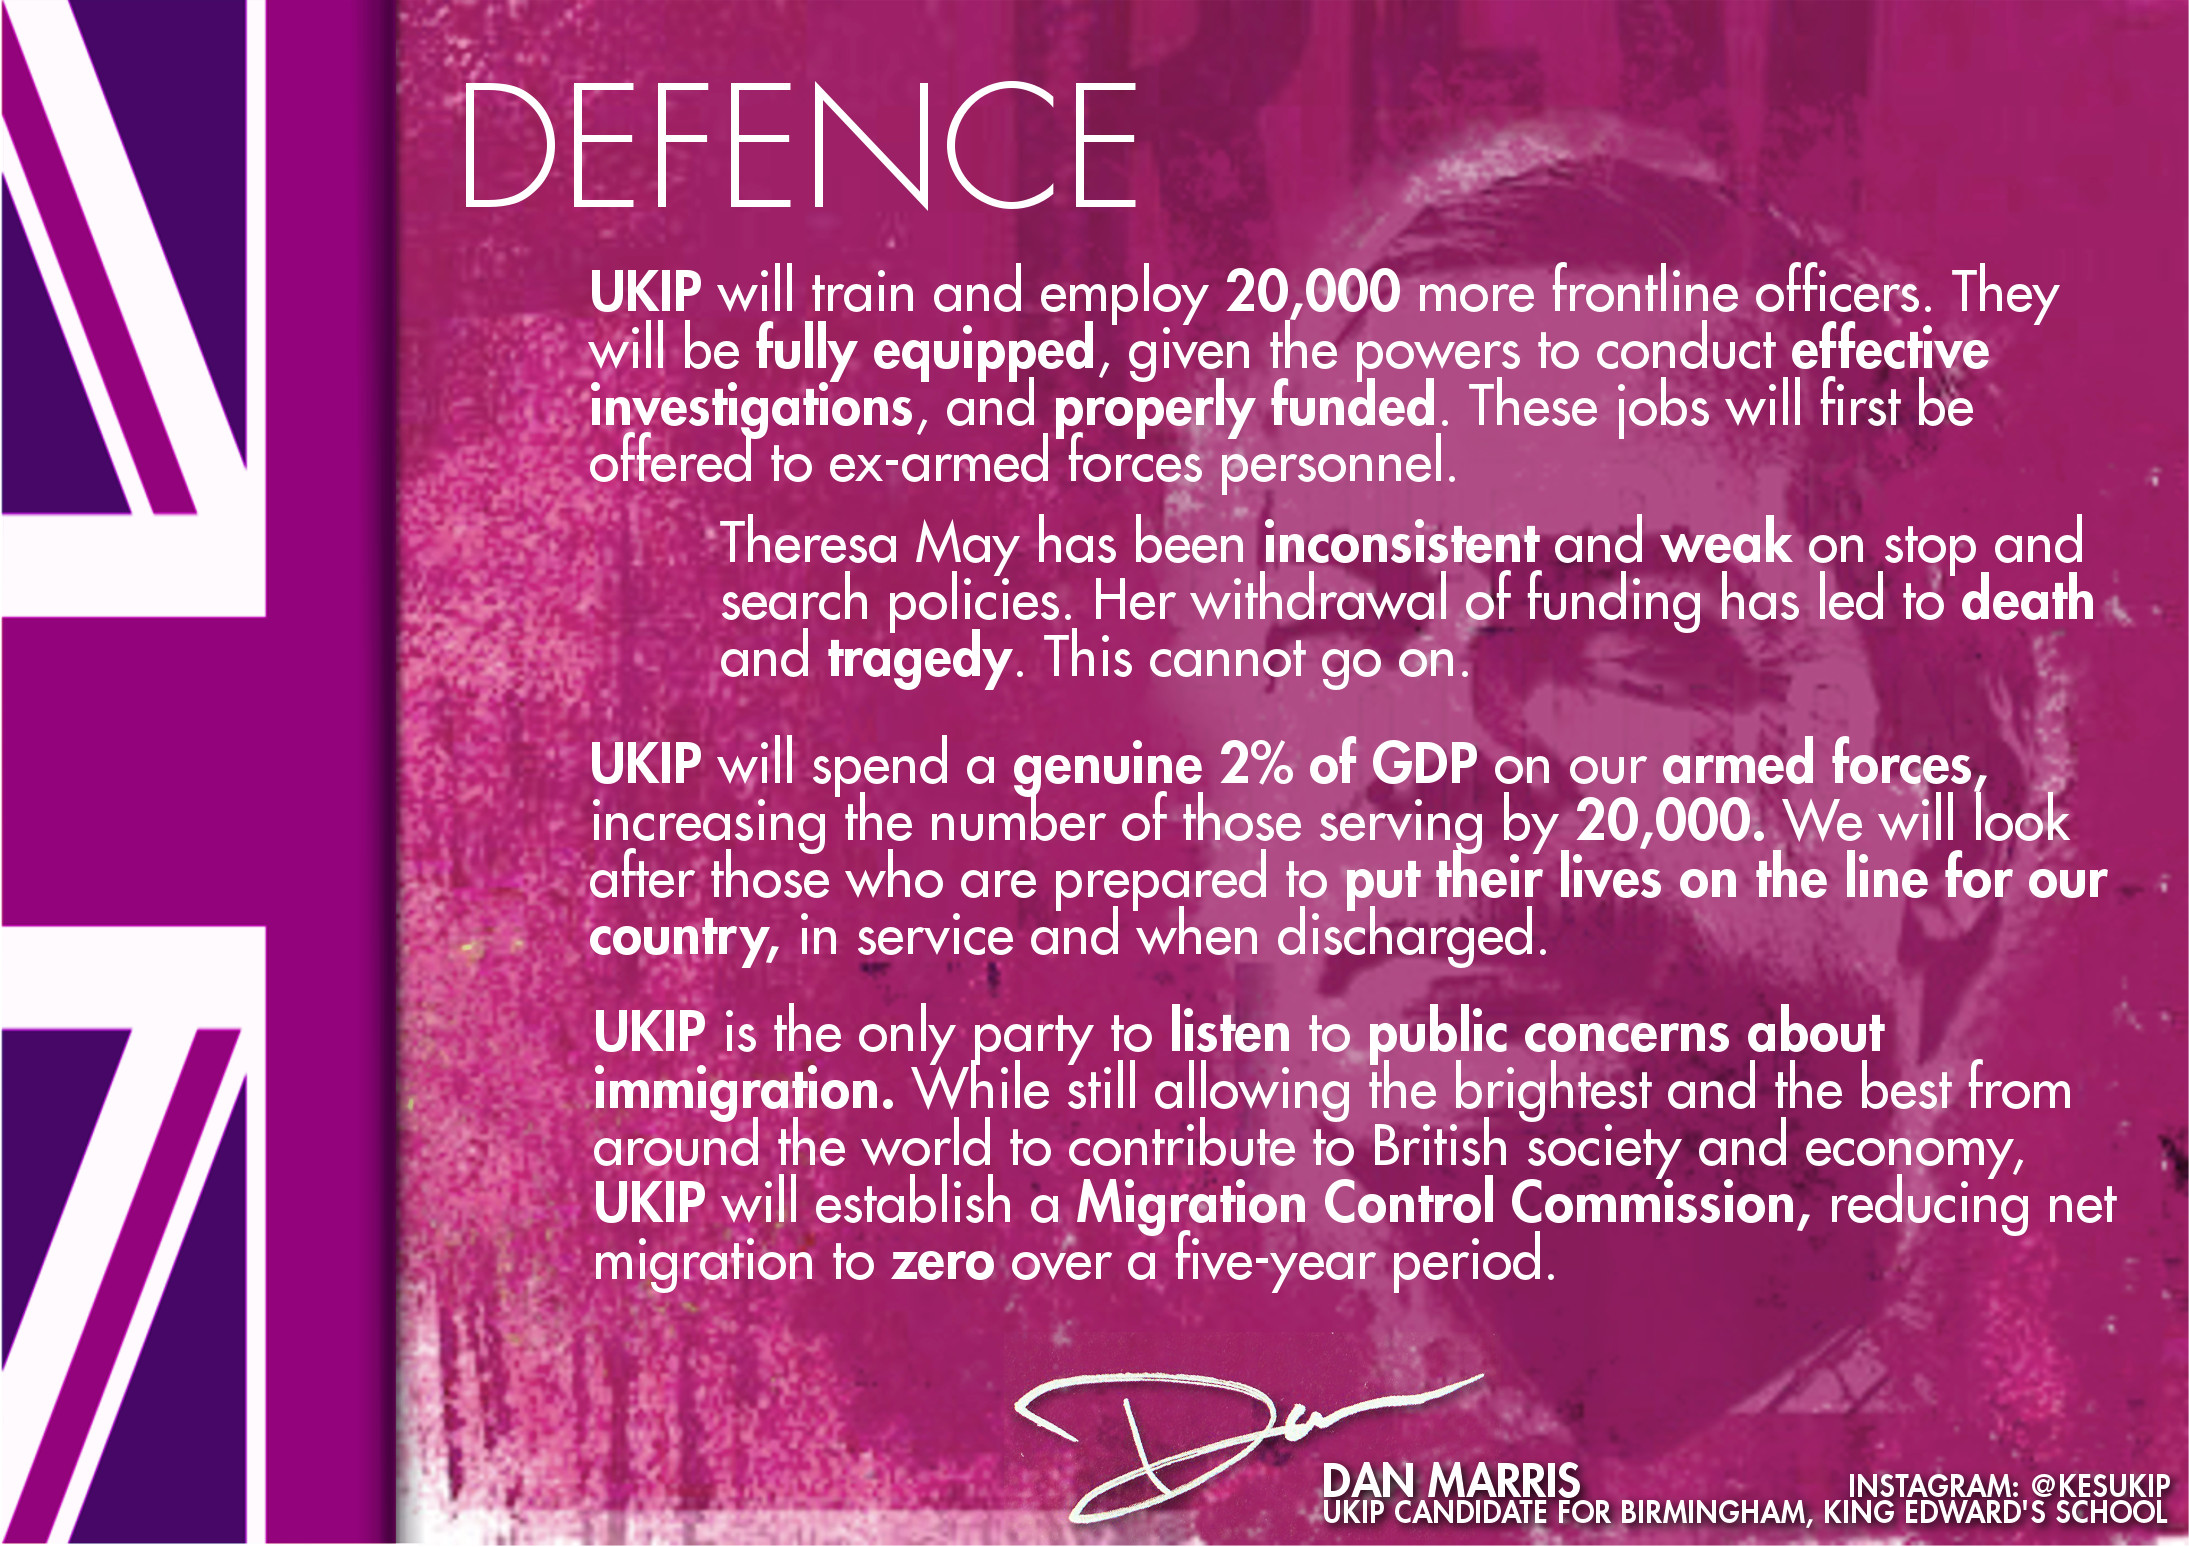 DEFENCE
UKIP will train and employ 20,000 more frontline officers. They
will be fully equipped, given the powers to conduct effective
investigations, and properly funded. These jobs will first be
offered to ex-armed forces personnel.
Theresa May has been inconsistent and weak on stop and
search policies. Her withdrawal of funding has led to death
and tragedy. This cannot go on.
UKIP will spend a genuine 2% of GDP on our armed forces,
increasing the number of those serving by 20,000. We will look
after those who are prepared to put their lives on the line for our
country, in service and when discharged.
UKIP is the only party to listen to public concerns about
immigration. While still allowing the brightest and the best from
around the world to contribute to British society and economy,
UKIP will establish a Migration Control Commission, reducing net
migration to zero over a five-year period.
Dan
DAN MARRIS
INSTAGRAM: @KESUKIP
UKIP CANDIDATE FOR BIRMINGHAM, KING EDWARD'S SCHOOL